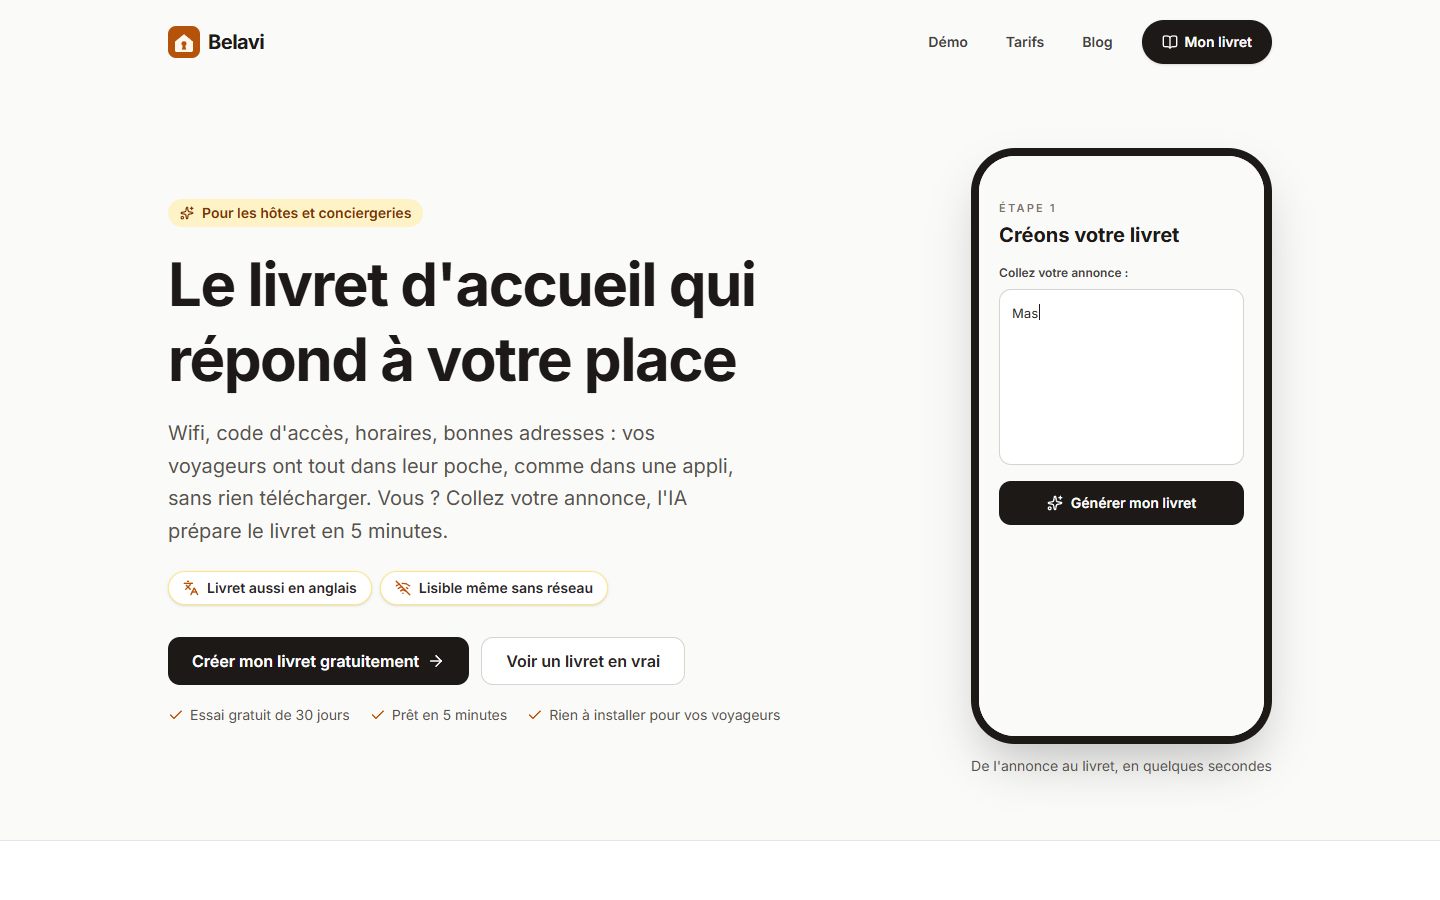 Belavi
Démo
Tarifs
Blog
Mon livret
Pour les hôtes et conciergeries
Le livret d'accueil qui
répond à votre place
Wifi, code d'accès, horaires, bonnes adresses : vos
voyageurs ont tout dans leur poche, comme dans une appli,
sans rien télécharger. Vous ? Collez votre annonce, l'IA
prépare le livret en 5 minutes.
Livret aussi en anglais
Lisible même sans réseau
Créer mon livret gratuitement
Voir un livret en vrai
Essai gratuit de 30 jours
Prêt en 5 minutes
Rien à installer pour vos voyageurs
ÉTAPE 1
Créons votre livret
Collez votre annonce :
Mas
Générer mon livret
De l'annonce au livret, en quelques secondes